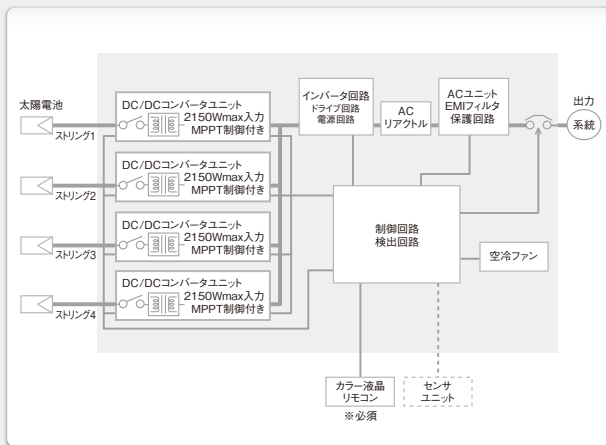 太陽電池
ストリング1
DC/DCコンバータユニット
2150Wmax入力
MPPT制御付き
ストリング2
DC/DCコンバータユニット
2150Wmax入力
MPPT制御付き
ストリング3
DC/DCコンバータユニット
2150Wmax入力
MPPT制御付き
ストリング4
DC/DCコンバータユニット
2150Wmax入力
MPPT制御付き
インバータ回路
ドライブ回路
電源回路
AC
リアクトル
ACユニット
EMIフィルタ
保護回路
出力
系統
制御回路
検出回路
空冷ファン
カラー液晶
リモコン
※必須
センサ
ユニット